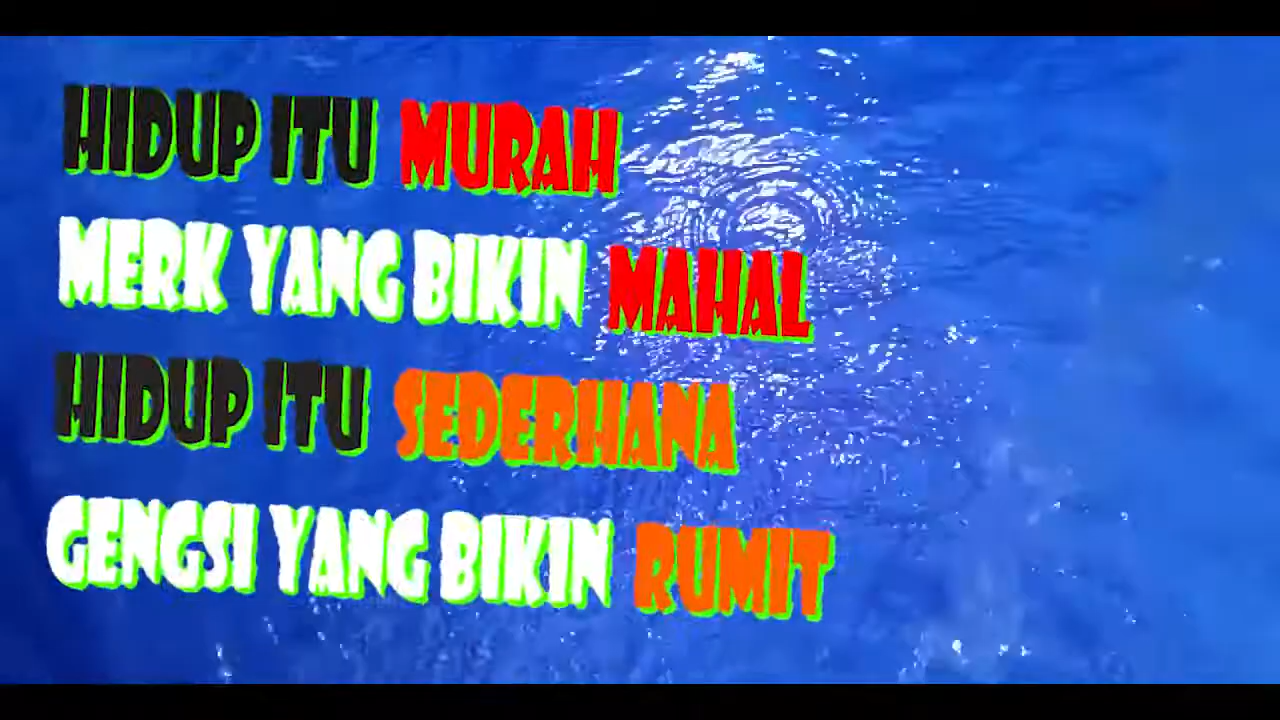 HIDUP ITU MURAH
MERK YANG BIKIN MAHAL
HIDUP ITU SEDERHANA
GENGSI YANG BIKIN RUMIT